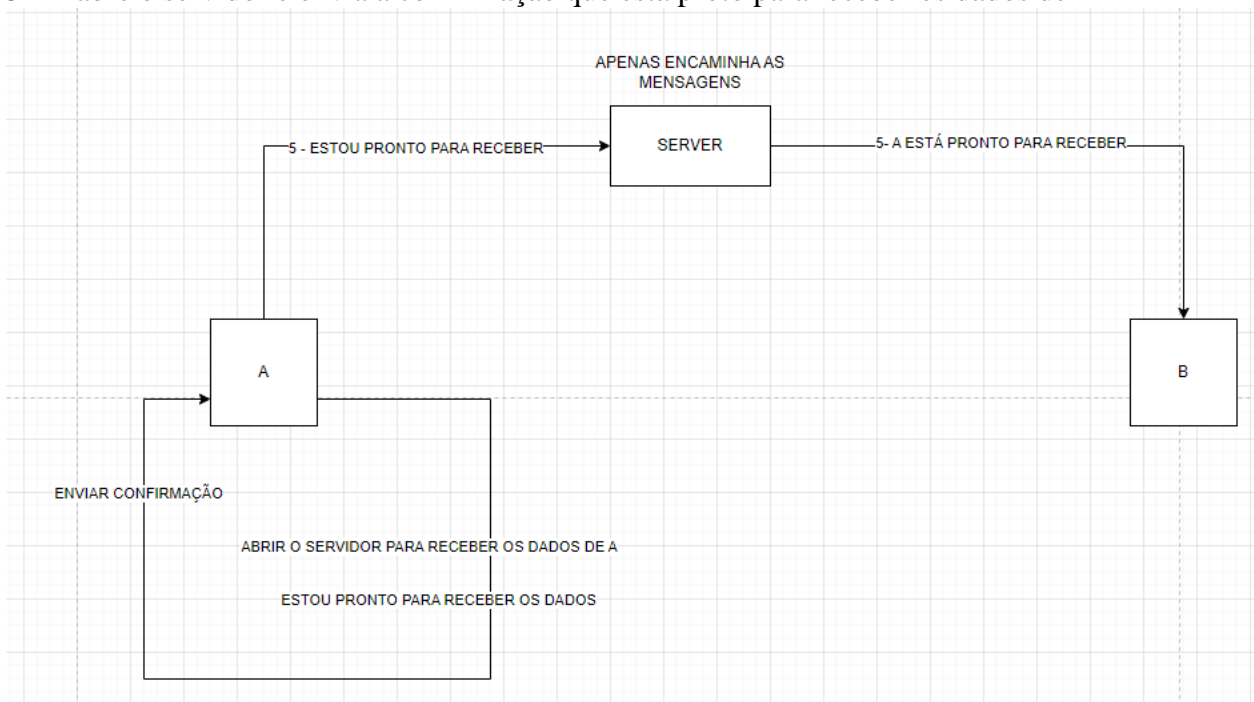 APENAS ENCAMINHA AS
MENSAGENS
5 - ESTOU PRONTO PARA RECEBER
SERVER
5- A ESTÁ PRONTO PARA RECEBER
A
B
ENVIAR CONFIRMAÇÃO
ABRIR O SERVIDOR PARA RECEBER OS DADOS DE A
ESTOU PRONTO PARA RECEBER OS DADOS